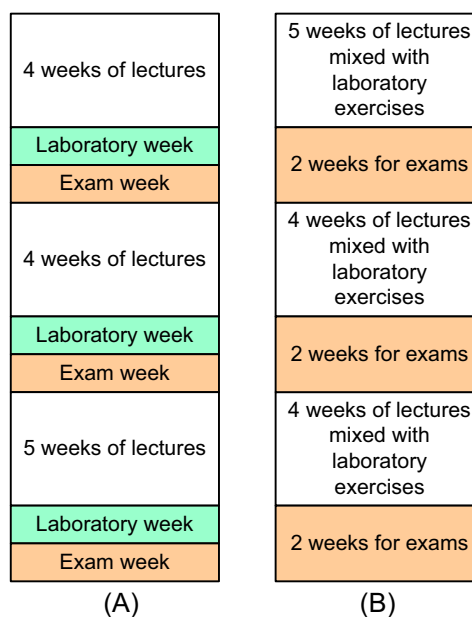 4 weeks of lectures
Laboratory week
Exam week
4 weeks of lectures
Laboratory week
Exam week
5 weeks of lectures
Laboratory week
Exam week
(A)
5 weeks of lectures
mixed with
laboratory
exercises
2 weeks for exams
4 weeks of lectures
mixed with
laboratory
exercises
2 weeks for exams
4 weeks of lectures
mixed with
laboratory
exercises
2 weeks for exams
(B)